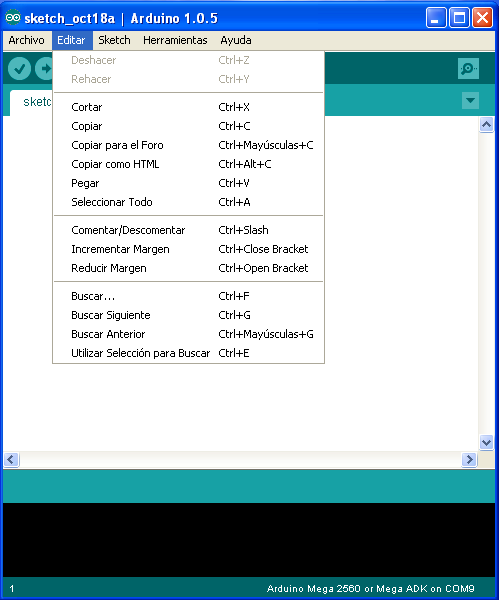 sketch_oct18a | Arduino 1.0.5
Archivo Editar Sketch Herramientas Ayuda
Deshacer Ctrl+Z
Rehacer Ctrl+Y
Cortar Ctrl+X
Copiar Ctrl+C
Copiar para el Foro Ctrl+Mayúsculas+C
Copiar como HTML Ctrl+Alt+C
Pegar Ctrl+V
Seleccionar Todo Ctrl+A
Comentar/Descomentar Ctrl+Slash
Incrementar Margen Ctrl+Close Bracket
Reducir Margen Ctrl+Open Bracket
Buscar... Ctrl+F
Buscar Siguiente Ctrl+G
Buscar Anterior Ctrl+Mayúsculas+G
Utilizar Selección para Buscar Ctrl+E
1 Arduino Mega 2560 or Mega ADK on COM9